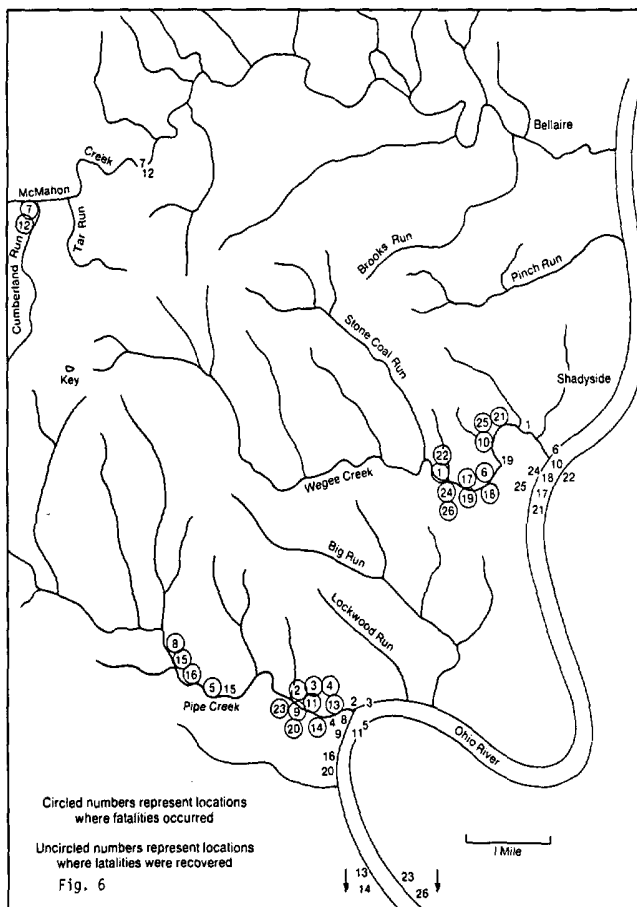 Bellaire
Creek
7
12
McMahon
7
12
Tar Run
Cumberland Run
Brooks Run
Pinch Run
Stone Coal Run
Key
Shadyside
25
21
1
10
6
22
19
10
1
17
6
24
18
22
24
19
18
25
17
26
21
Wegee Creek
Big Run
Lockwood Run
8
15
16
5
15
2
3
4
2
3
23
9
11
13
4
8
5
20
14
9
11
Pipe Creek
16
20
Ohio River
Circled numbers represent locations
where fatalities occurred
Uncircled numbers represent locations
where fatalities were recovered
Fig. 6
1 Mile
13
23
14
26